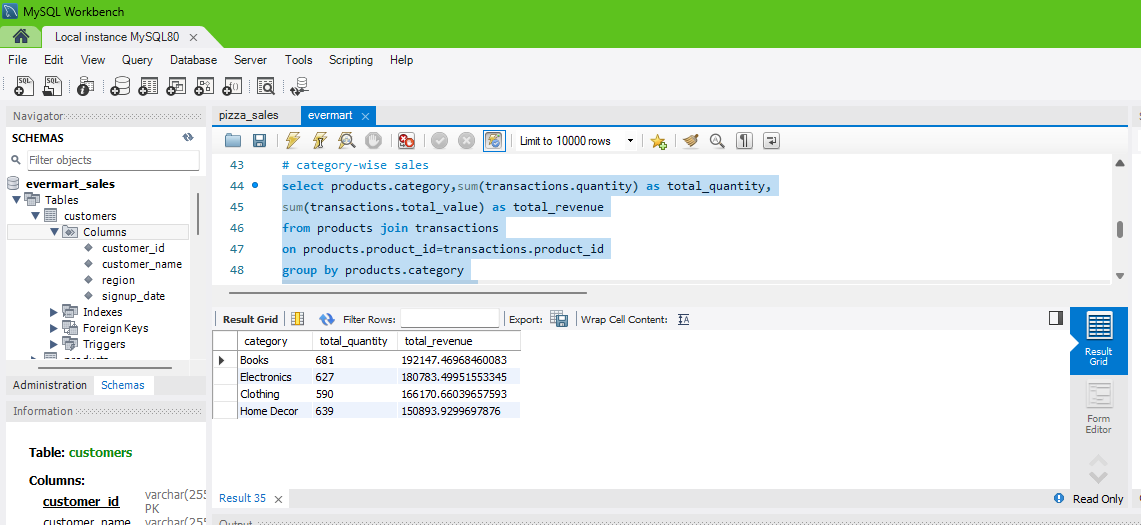 MySQL Workbench
Local instance MySQL80
File Edit View Query Database Server Tools Scripting Help
Navigator
SCHEMAS
Filter objects
evermart_sales
Tables
customers
Columns
customer_id
customer_name
region
signup_date
Indexes
Foreign Keys
Triggers
Administration Schemas
Information
Table: customers
Columns:
customer_id varchar(255
PK
customer_name varchar(255
pizza_sales evermart
Limit to 10000 rows
43 # category-wise sales
44 select products.category,sum(transactions.quantity) as total_quantity,
45 sum(transactions.total_value) as total_revenue
46 from products join transactions
47 on products.product_id=transactions.product_id
48 group by products.category
Result Grid Filter Rows: Export: Wrap Cell Content:
category total_quantity total_revenue
Books 681 192147.46968460083
Electronics 627 180783.49951553345
Clothing 590 166170.66039657593
Home Decor 639 150893.9299697876
Result
Grid
Form
Editor
Result 35
Read Only
Output